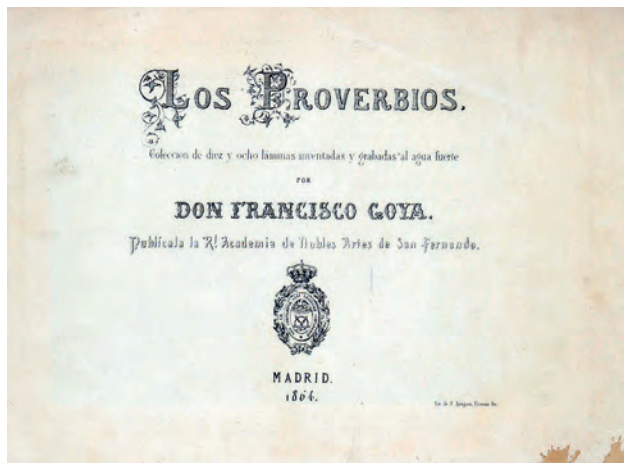 LOS PROVERBIOS.
Coleccion de diez y ocho láminas inventadas y grabadas al agua fuerte
POR
DON FRANCISCO GOYA.
Publícala la Rl. Academia de Nobles Artes de San Fernando.
MADRID.
1864.